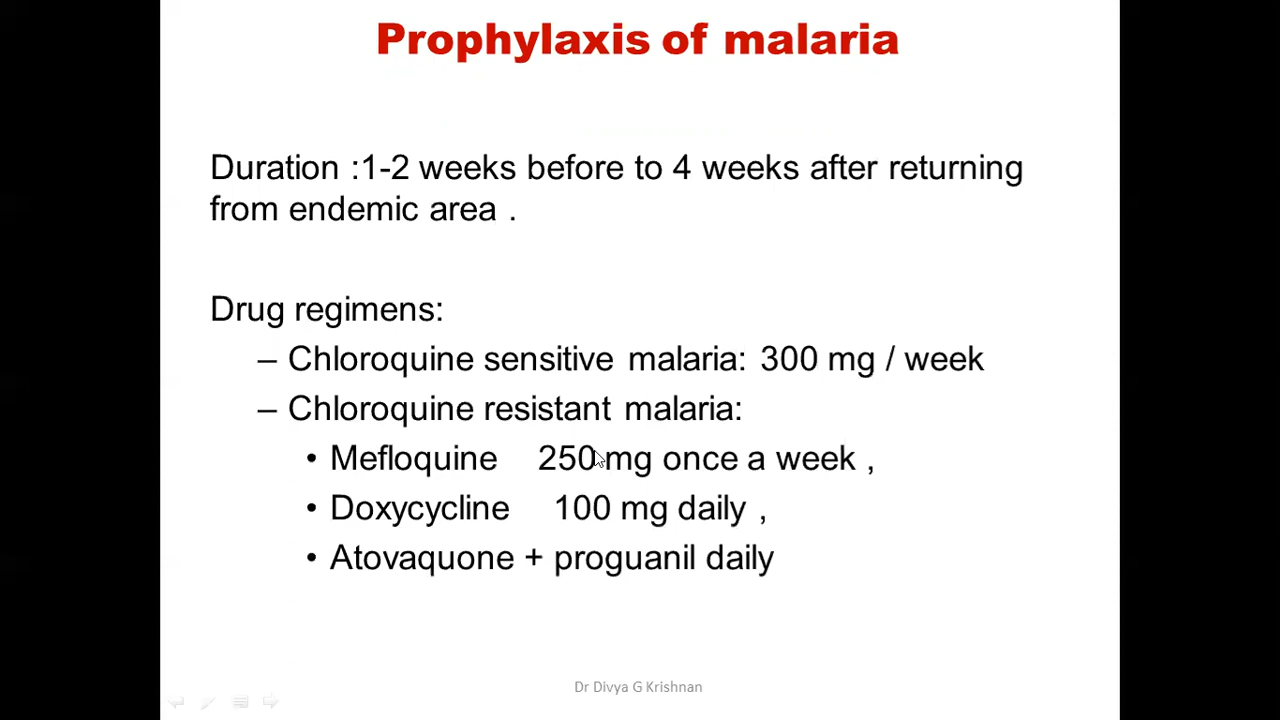 Prophylaxis of malaria
Duration :1-2 weeks before to 4 weeks after returning
from endemic area .
Drug regimens:
– Chloroquine sensitive malaria: 300 mg / week
– Chloroquine resistant malaria:
• Mefloquine 250 mg once a week ,
• Doxycycline 100 mg daily ,
• Atovaquone + proguanil daily
Dr Divya G Krishnan